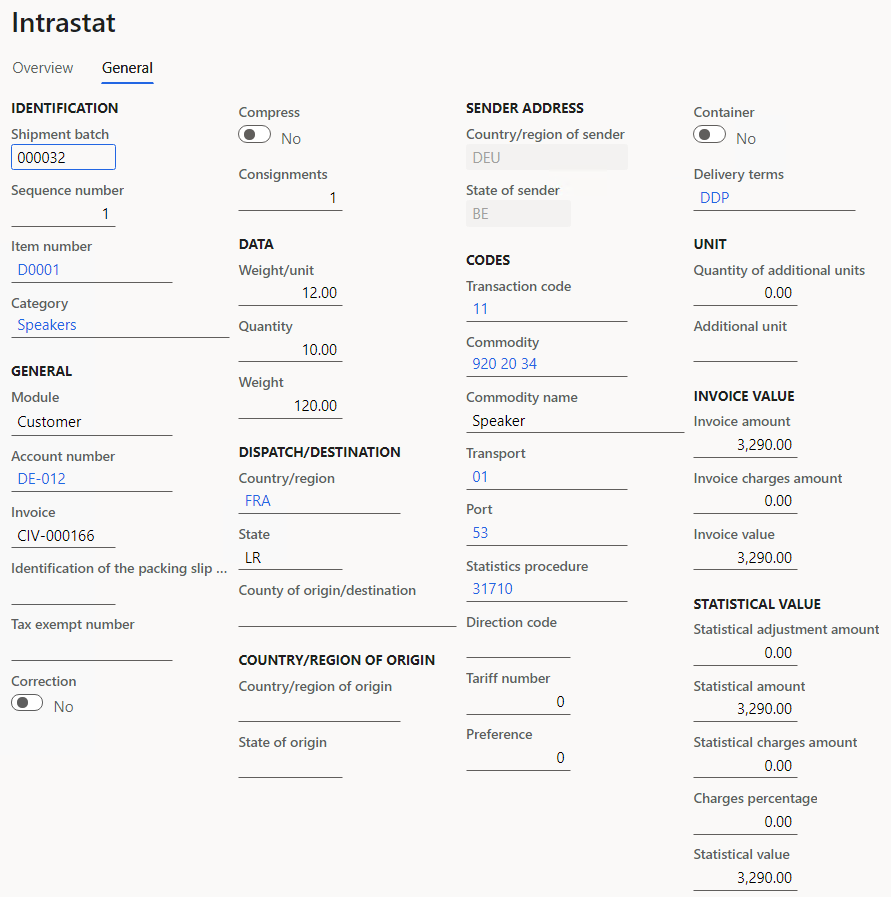 Intrastat
Overview
General
IDENTIFICATION
Shipment batch
000032
Sequence number
1
Item number
D0001
Category
Speakers
GENERAL
Module
Customer
Account number
DE-012
Invoice
CIV-000166
Identification of the packing slip ...
Tax exempt number
Correction
No
Compress
No
Consignments
1
DATA
Weight/unit
12.00
Quantity
10.00
Weight
120.00
DISPATCH/DESTINATION
Country/region
FRA
State
LR
County of origin/destination
COUNTRY/REGION OF ORIGIN
Country/region of origin
State of origin
SENDER ADDRESS
Country/region of sender
DEU
State of sender
BE
CODES
Transaction code
11
Commodity
920 20 34
Commodity name
Speaker
Transport
01
Port
53
Statistics procedure
31710
Direction code
Tariff number
0
Preference
0
Container
No
Delivery terms
DDP
UNIT
Quantity of additional units
0.00
Additional unit
INVOICE VALUE
Invoice amount
3,290.00
Invoice charges amount
0.00
Invoice value
3,290.00
STATISTICAL VALUE
Statistical adjustment amount
0.00
Statistical amount
3,290.00
Statistical charges amount
0.00
Charges percentage
0.00
Statistical value
3,290.00